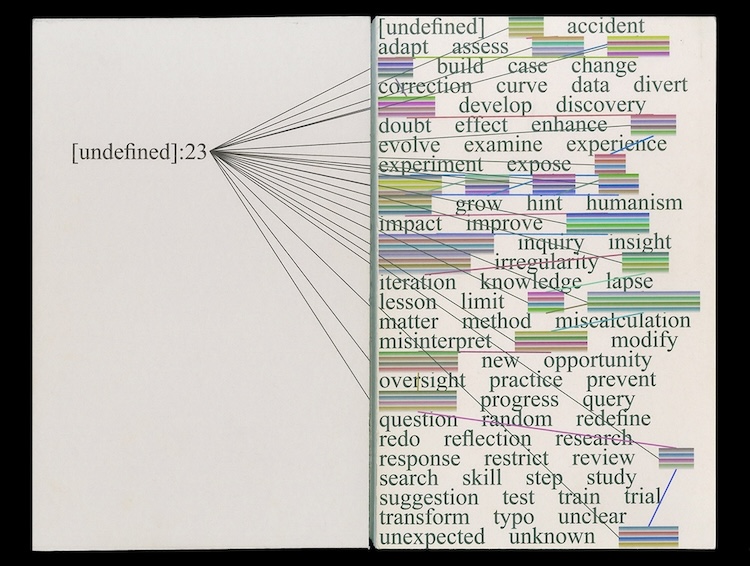 [undefined]:23
[undefined] accident
adapt assess
build case change
correction curve data divert
develop discovery
doubt effect enhance
evolve examine experience
experiment expose
grow hint humanism
impact improve
inquiry insight
irregularity
iteration knowledge lapse
lesson limit
matter method miscalculation
misinterpret modify
new opportunity
oversight practice prevent
progress query
question random redefine
redo reflection research
response restrict review
search skill step study
suggestion test train trial
transform typo unclear
unexpected unknown